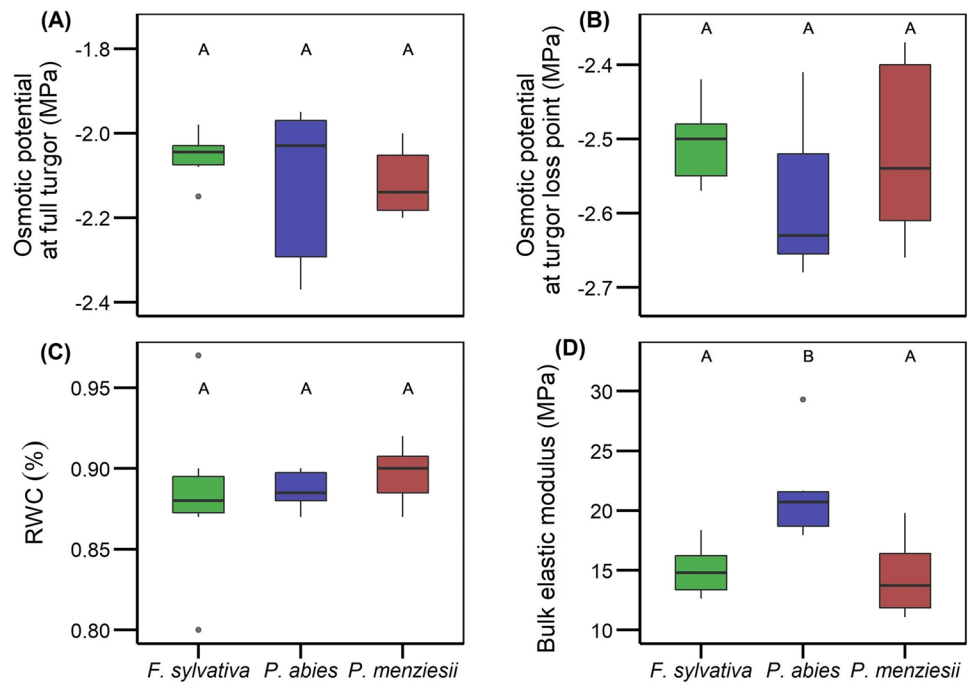 (A)
Osmotic potential
at full turgor (MPa)
-1.8
-2.0
-2.2
-2.4
A A A
(B)
Osmotic potential
at turgor loss point (MPa)
-2.4
-2.5
-2.6
-2.7
A A A
(C)
RWC (%)
0.95
0.90
0.85
0.80
A A A
F. sylvativa P. abies P. menziesii
(D)
Bulk elastic modulus (MPa)
30
25
20
15
10
A B A
F. sylvativa P. abies P. menziesii